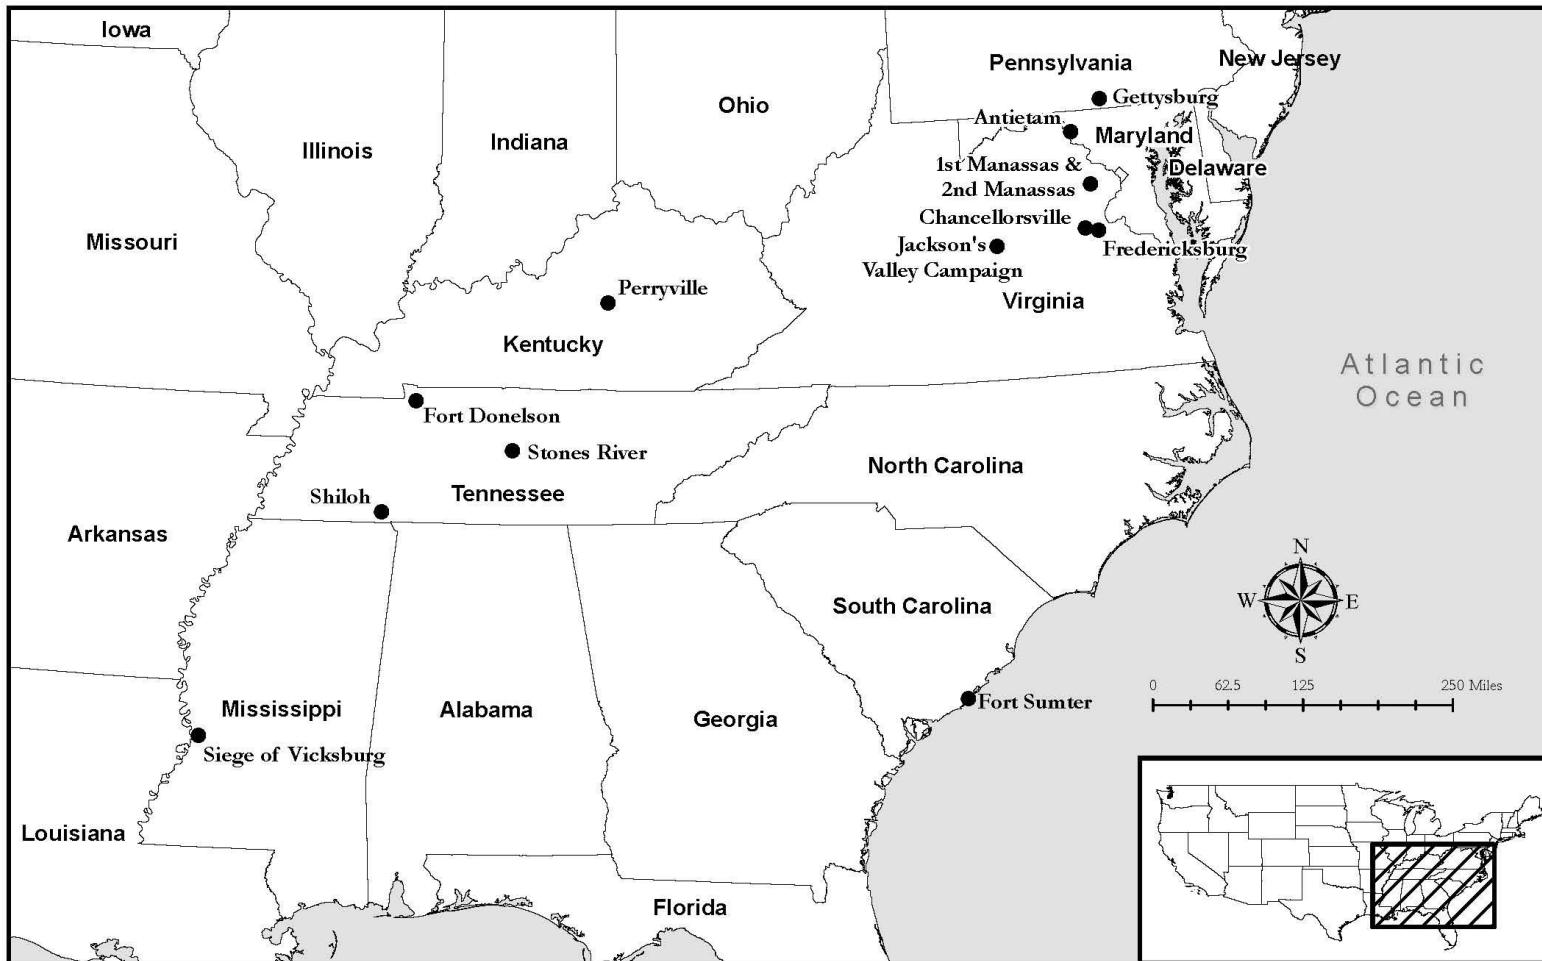 Iowa
Pennsylvania
New Jersey
Gettysburg
Ohio
Antietam
Maryland
Indiana
Illinois
1st Manassas &
2nd Manassas
Delaware
Chancellorsville
Missouri
Jackson's
Valley Campaign
Fredericksburg
Perryville
Virginia
Kentucky
Atlantic
Ocean
Fort Donelson
Stones River
North Carolina
Shiloh
Tennessee
Arkansas
N
W
E
S
South Carolina
0 62.5 125 250 Miles
Fort Sumter
Mississippi
Alabama
Georgia
Siege of Vicksburg
Louisiana
Florida